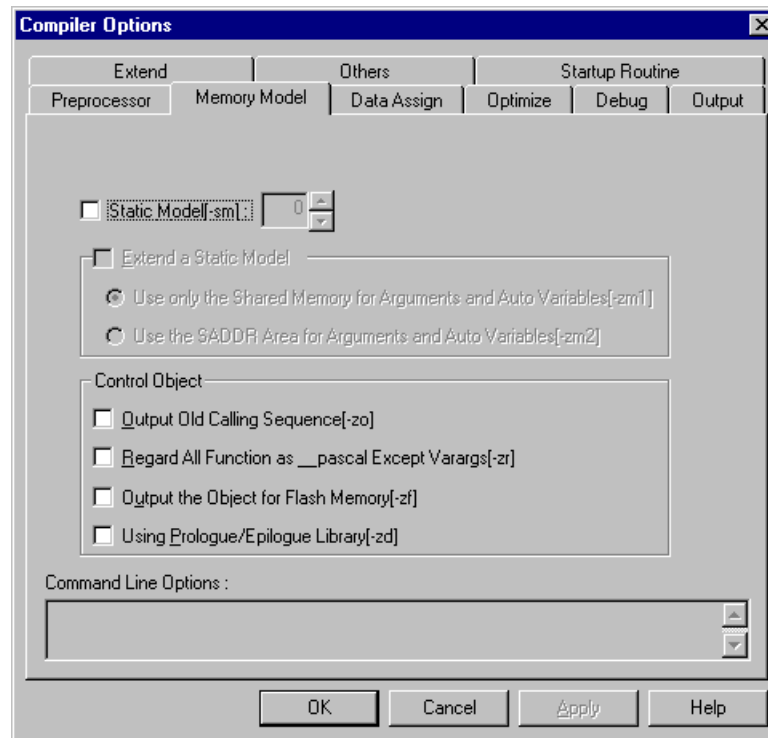 Compiler Options
Extend Others Startup Routine
Preprocessor Memory Model Data Assign Optimize Debug Output
Static Model[-sm] : 0
Extend a Static Model
Use only the Shared Memory for Arguments and Auto Variables[-zm1]
Use the SADDR Area for Arguments and Auto Variables[-zm2]
Control Object
Output Old Calling Sequence[-zo]
Regard All Function as __pascal Except Varargs[-zr]
Output the Object for Flash Memory[-zf]
Using Prologue/Epilogue Library[-zd]
Command Line Options :
OK Cancel Apply Help